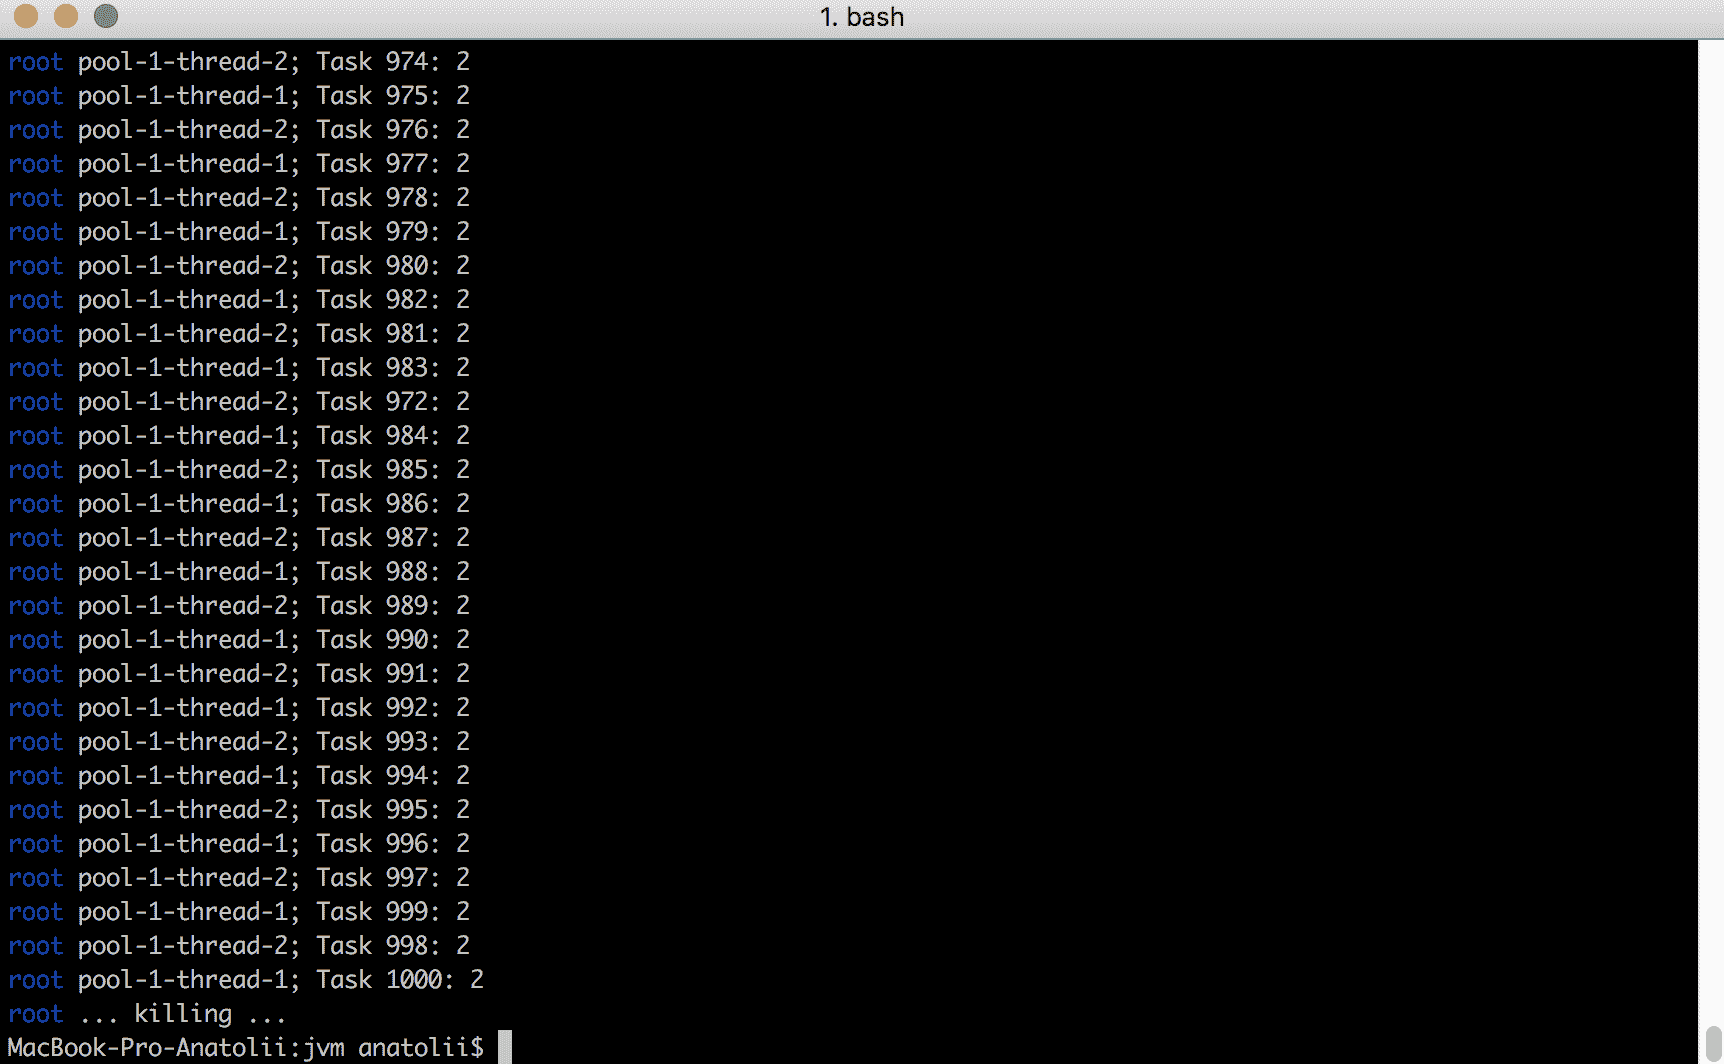 1. bash
root pool-1-thread-2; Task 974: 2
root pool-1-thread-1; Task 975: 2
root pool-1-thread-2; Task 976: 2
root pool-1-thread-1; Task 977: 2
root pool-1-thread-2; Task 978: 2
root pool-1-thread-1; Task 979: 2
root pool-1-thread-2; Task 980: 2
root pool-1-thread-1; Task 982: 2
root pool-1-thread-2; Task 981: 2
root pool-1-thread-1; Task 983: 2
root pool-1-thread-2; Task 972: 2
root pool-1-thread-1; Task 984: 2
root pool-1-thread-2; Task 985: 2
root pool-1-thread-1; Task 986: 2
root pool-1-thread-2; Task 987: 2
root pool-1-thread-1; Task 988: 2
root pool-1-thread-2; Task 989: 2
root pool-1-thread-1; Task 990: 2
root pool-1-thread-2; Task 991: 2
root pool-1-thread-1; Task 992: 2
root pool-1-thread-2; Task 993: 2
root pool-1-thread-1; Task 994: 2
root pool-1-thread-2; Task 995: 2
root pool-1-thread-1; Task 996: 2
root pool-1-thread-2; Task 997: 2
root pool-1-thread-1; Task 999: 2
root pool-1-thread-2; Task 998: 2
root pool-1-thread-1; Task 1000: 2
root ... killing ...
MacBook-Pro-Anatolii:jvm anatolii$